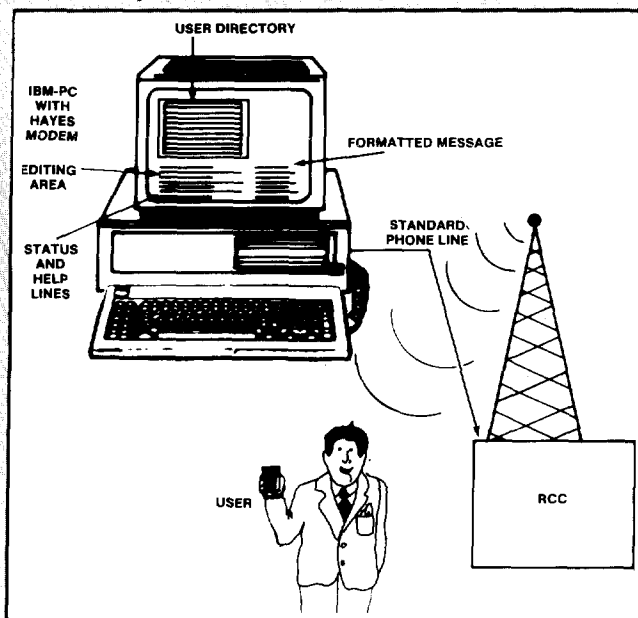 USER DIRECTORY
IBM-PC
WITH
HAYES
MODEM
FORMATTED MESSAGE
EDITING
AREA
STANDARD
PHONE LINE
STATUS
AND
HELP
LINES
USER
RCC